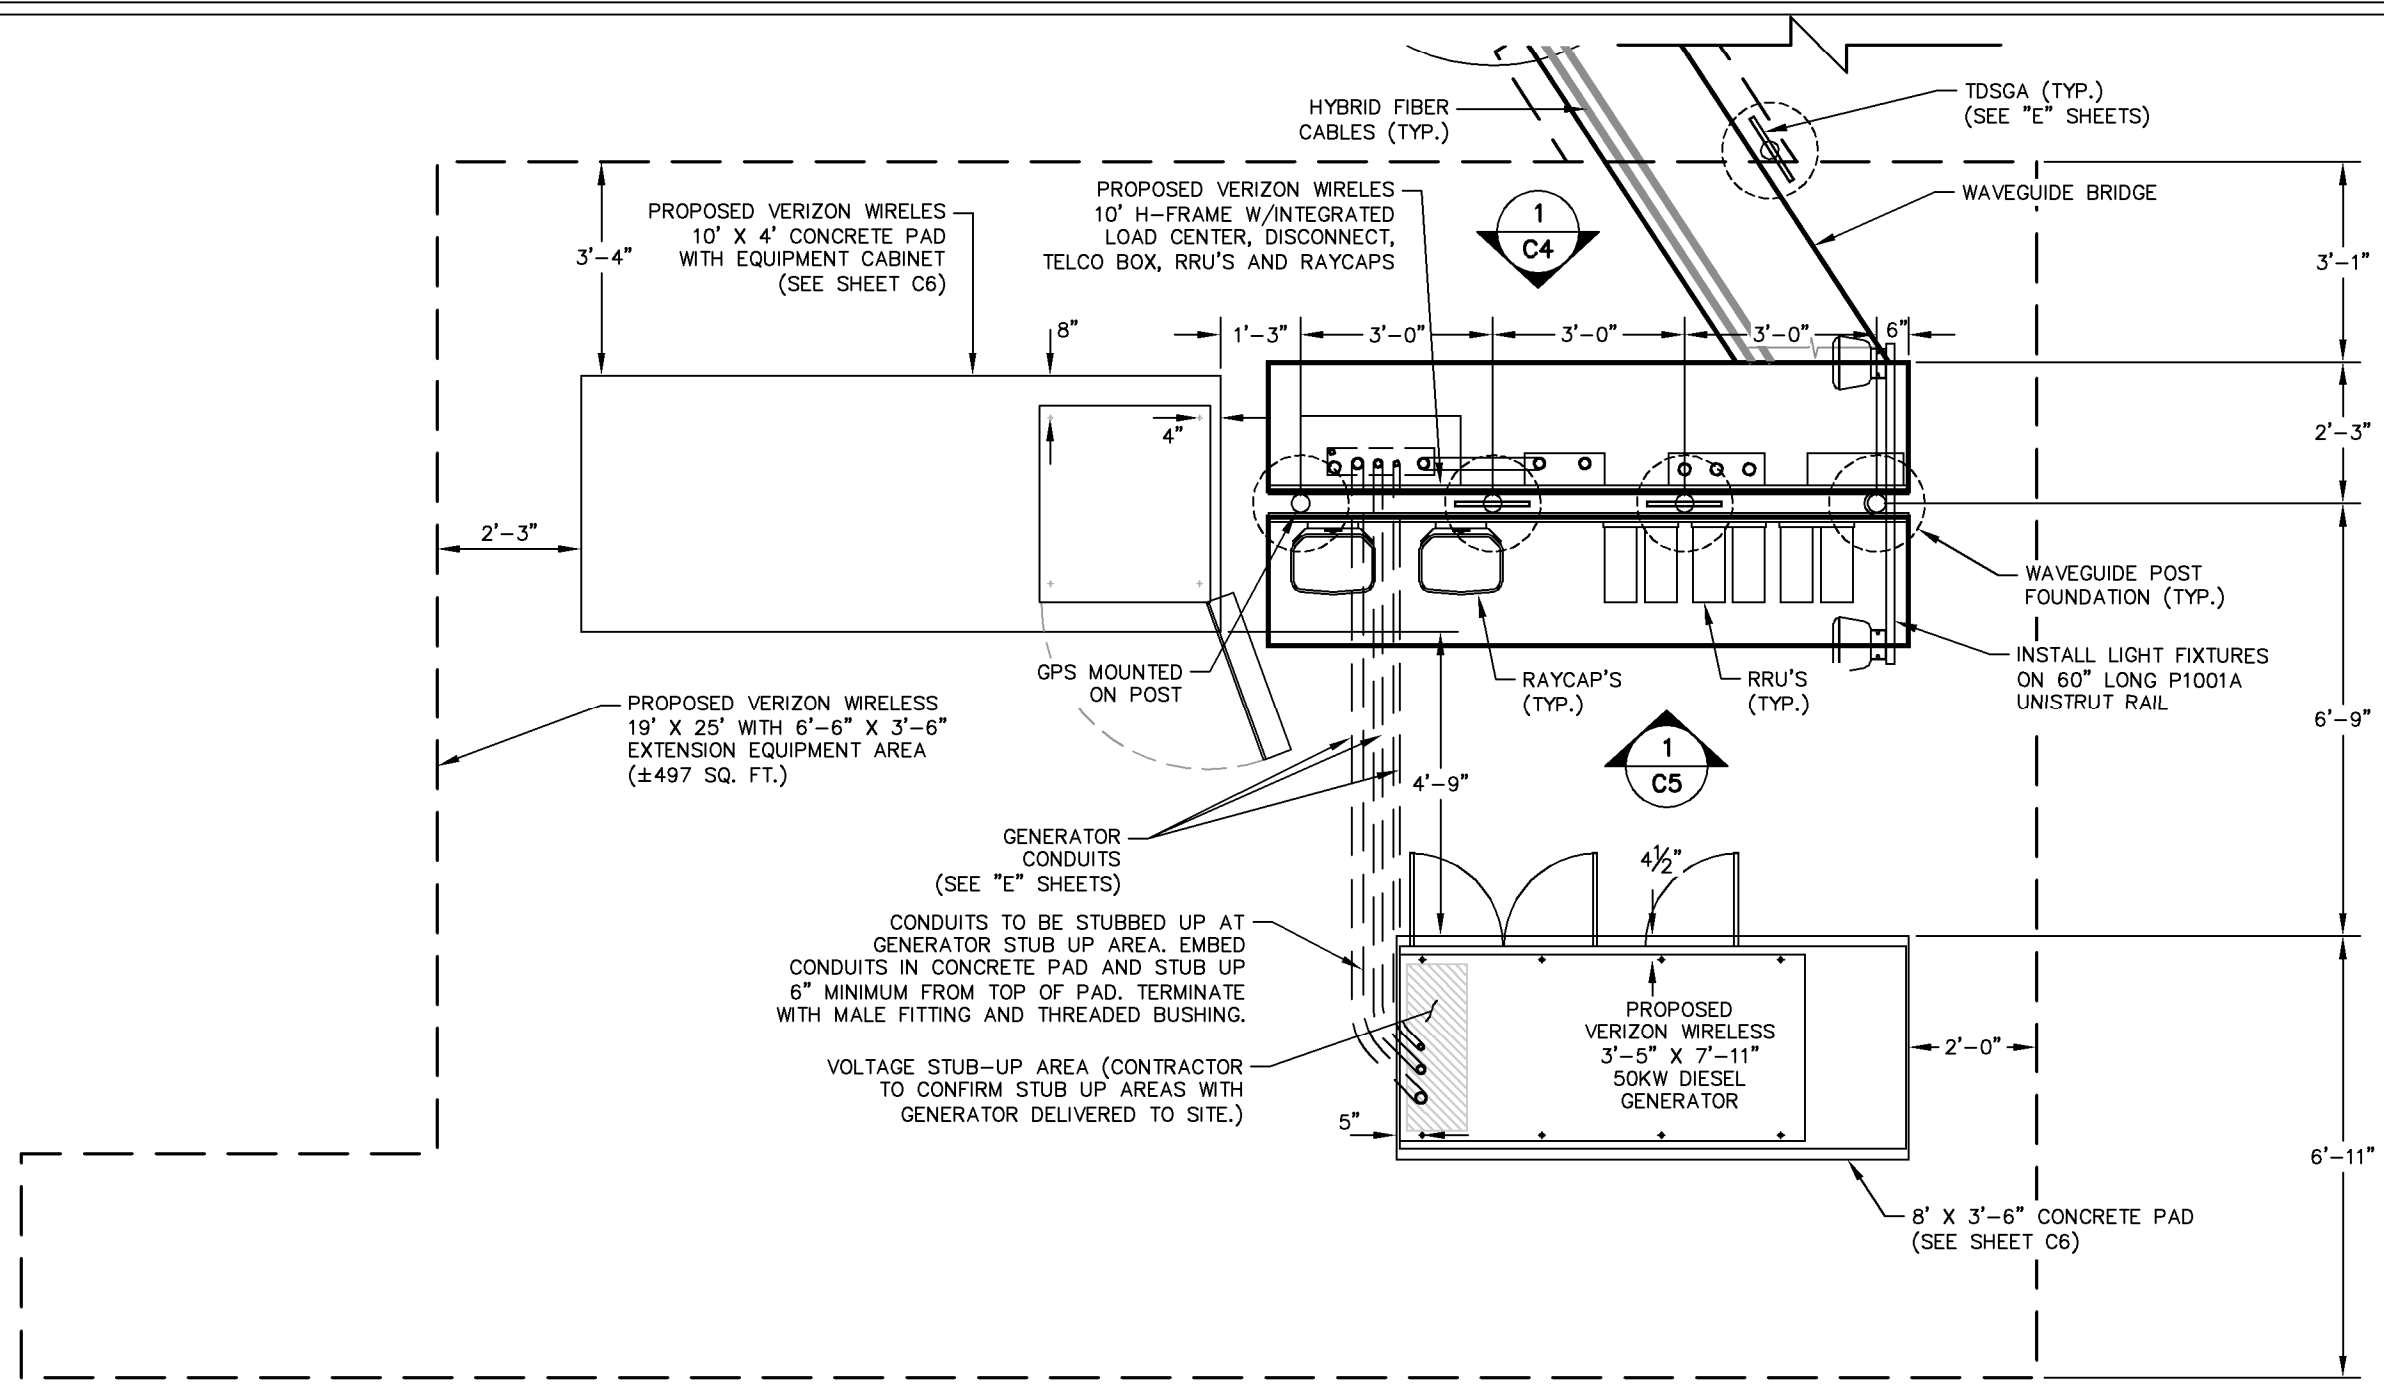 HYBRID FIBER
CABLES (TYP.)
TDSGA (TYP.)
(SEE "E" SHEETS)
WAVEGUIDE BRIDGE
PROPOSED VERIZON WIRELES
10' X 4' CONCRETE PAD
WITH EQUIPMENT CABINET
(SEE SHEET C6)
PROPOSED VERIZON WIRELES
10' H-FRAME W/INTEGRATED
LOAD CENTER, DISCONNECT,
TELCO BOX, RRU'S AND RAYCAPS
1
C4
3'-4"
3'-1"
8"
1'-3"
3'-0"
3'-0"
3'-0"
6"
4"
2'-3"
2'-3"
WAVEGUIDE POST
FOUNDATION (TYP.)
INSTALL LIGHT FIXTURES
ON 60" LONG P1001A
UNISTRUT RAIL
GPS MOUNTED
ON POST
RAYCAP'S
(TYP.)
RRU'S
(TYP.)
PROPOSED VERIZON WIRELESS
19' X 25' WITH 6'-6" X 3'-6"
EXTENSION EQUIPMENT AREA
(±497 SQ. FT.)
6'-9"
1
C5
4'-9"
GENERATOR
CONDUITS
(SEE "E" SHEETS)
4½"
CONDUITS TO BE STUBBED UP AT
GENERATOR STUB UP AREA. EMBED
CONDUITS IN CONCRETE PAD AND STUB UP
6" MINIMUM FROM TOP OF PAD. TERMINATE
WITH MALE FITTING AND THREADED BUSHING.
PROPOSED
VERIZON WIRELESS
3'-5" X 7'-11"
50KW DIESEL
GENERATOR
2'-0"
VOLTAGE STUB-UP AREA (CONTRACTOR
TO CONFIRM STUB UP AREAS WITH
GENERATOR DELIVERED TO SITE.)
5"
6'-11"
8' X 3'-6" CONCRETE PAD
(SEE SHEET C6)